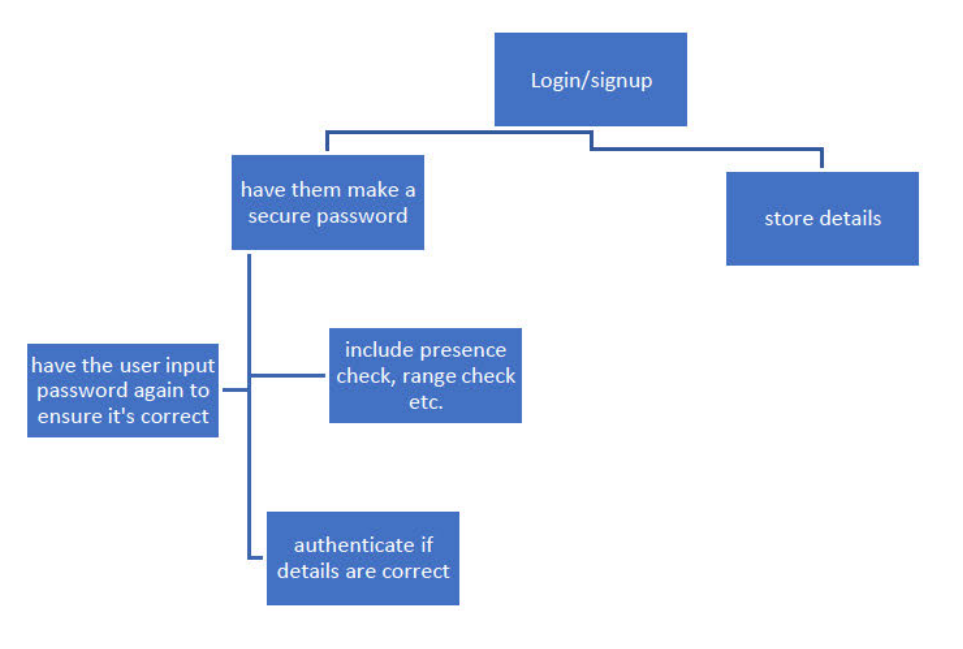 Login/signup
have them make a
secure password
store details
have the user input
password again to
ensure it's correct
include presence
check, range check
etc.
authenticate if
details are correct